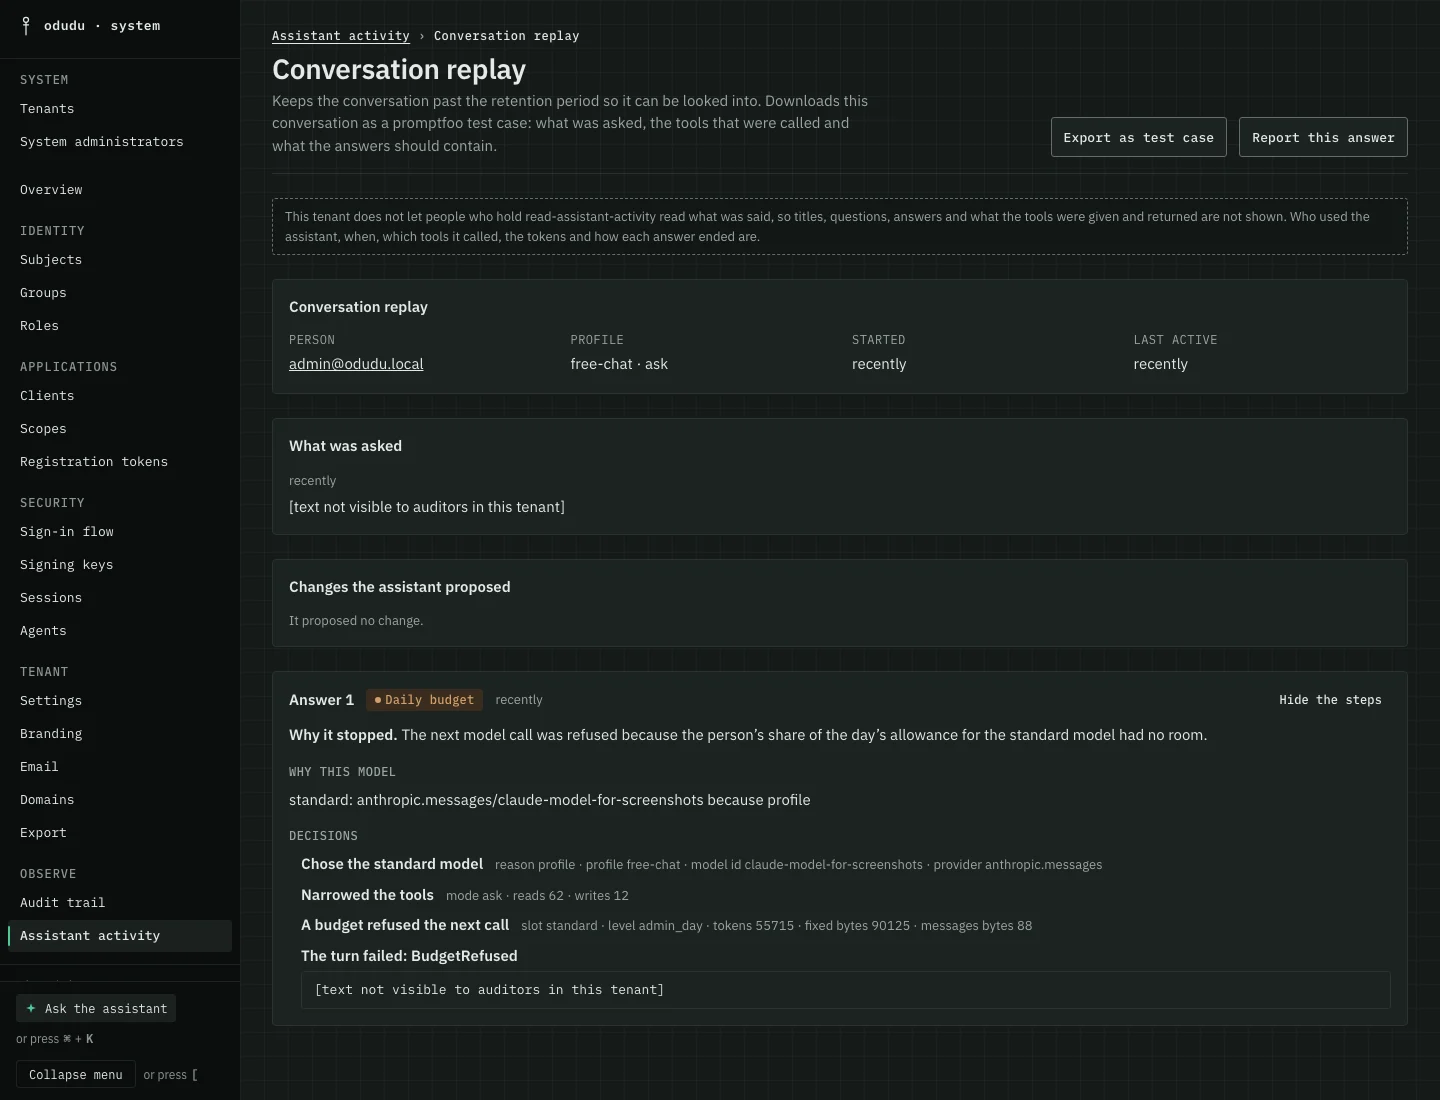 odudu · system
SYSTEM
Tenants
System administrators
Overview
IDENTITY
Subjects
Groups
Roles
APPLICATIONS
Clients
Scopes
Registration tokens
SECURITY
Sign-in flow
Signing keys
Sessions
Agents
TENANT
Settings
Branding
Email
Domains
Export
OBSERVE
Audit trail
Assistant activity
Ask the assistant
or press ⌘ + K
Collapse menu or press [
Assistant activity › Conversation replay
Conversation replay
Keeps the conversation past the retention period so it can be looked into. Downloads this
conversation as a promptfoo test case: what was asked, the tools that were called and
what the answers should contain.
Export as test case
Report this answer
This tenant does not let people who hold read-assistant-activity read what was said, so titles, questions, answers and what the tools were given and returned are not shown. Who used the
assistant, when, which tools it called, the tokens and how each answer ended are.
Conversation replay
PERSON PROFILE STARTED LAST ACTIVE
admin@odudu.local free-chat · ask recently recently
What was asked
recently
[text not visible to auditors in this tenant]
Changes the assistant proposed
It proposed no change.
Answer 1 Daily budget recently Hide the steps
Why it stopped. The next model call was refused because the person’s share of the day’s allowance for the standard model had no room.
WHY THIS MODEL
standard: anthropic.messages/claude-model-for-screenshots because profile
DECISIONS
Chose the standard model reason profile · profile free-chat · model id claude-model-for-screenshots · provider anthropic.messages
Narrowed the tools mode ask · reads 62 · writes 12
A budget refused the next call slot standard · level admin_day · tokens 55715 · fixed bytes 90125 · messages bytes 88
The turn failed: BudgetRefused
[text not visible to auditors in this tenant]